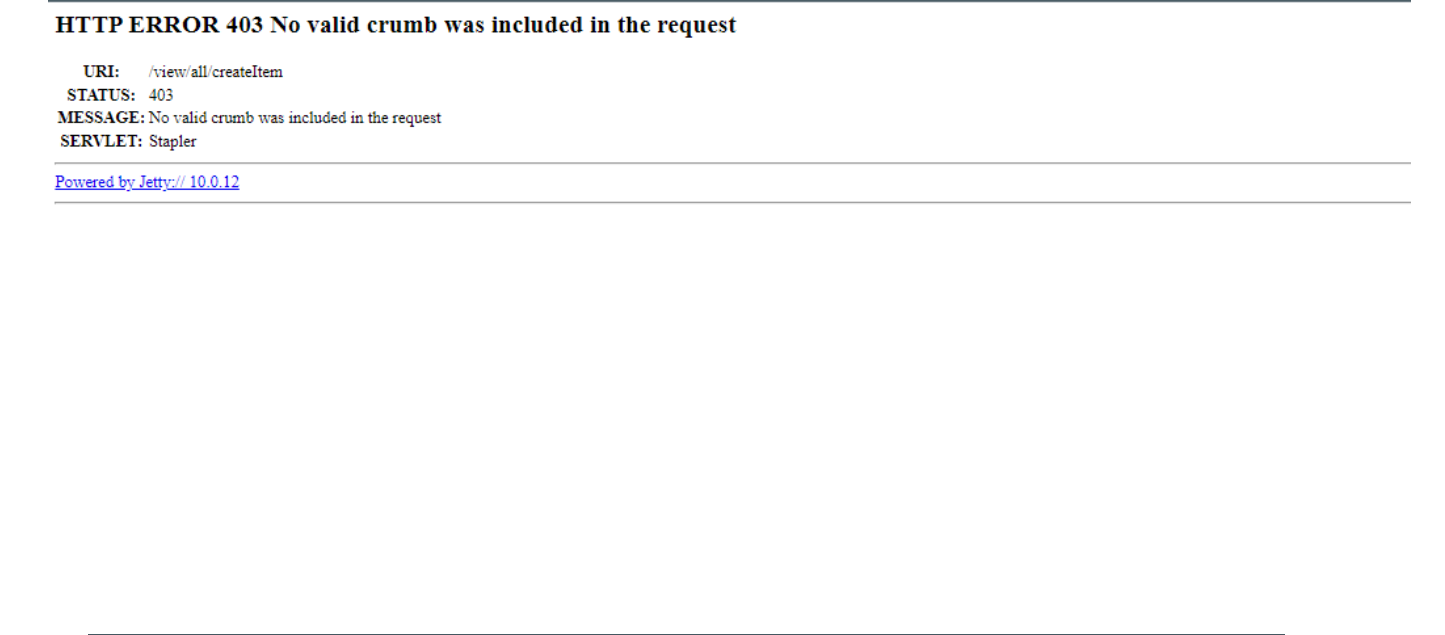 HTTP ERROR 403 No valid crumb was included in the request
URI: /view/all/createItem
STATUS: 403
MESSAGE: No valid crumb was included in the request
SERVLET: Stapler
Powered by Jetty:// 10.0.12